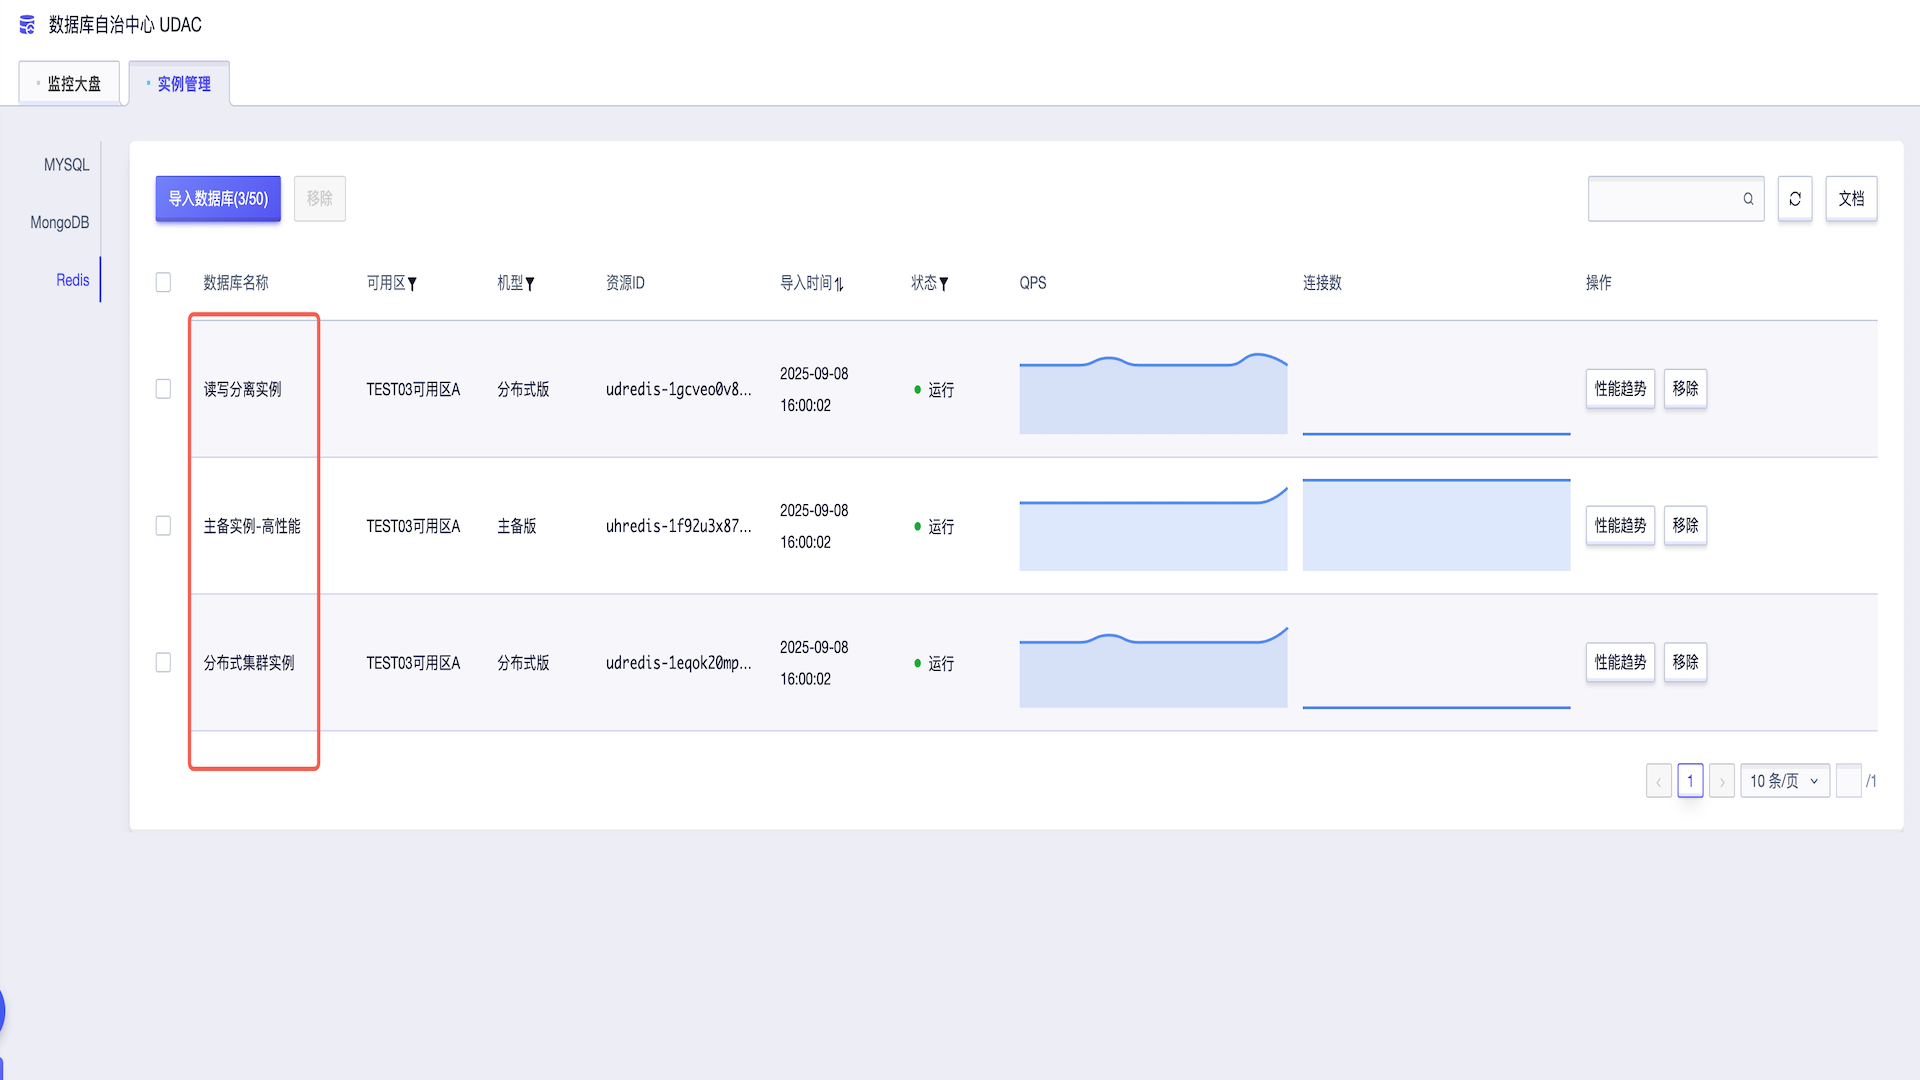 数据库自治中心 UDAC
监控大盘
实例管理
MYSQL
MongoDB
Redis
导入数据库(3/50)
移除
文档
数据库名称 可用区 机型 资源ID 导入时间 状态 QPS 连接数 操作
读写分离实例 TEST03可用区A 分布式版 udredis-1gcveo0v8... 2025-09-08 16:00:02 运行 性能趋势 移除
主备实例-高性能 TEST03可用区A 主备版 uhredis-1f92u3x87... 2025-09-08 16:00:02 运行 性能趋势 移除
分布式集群实例 TEST03可用区A 分布式版 udredis-1eqok20mp... 2025-09-08 16:00:02 运行 性能趋势 移除
1 10 条/页 /1